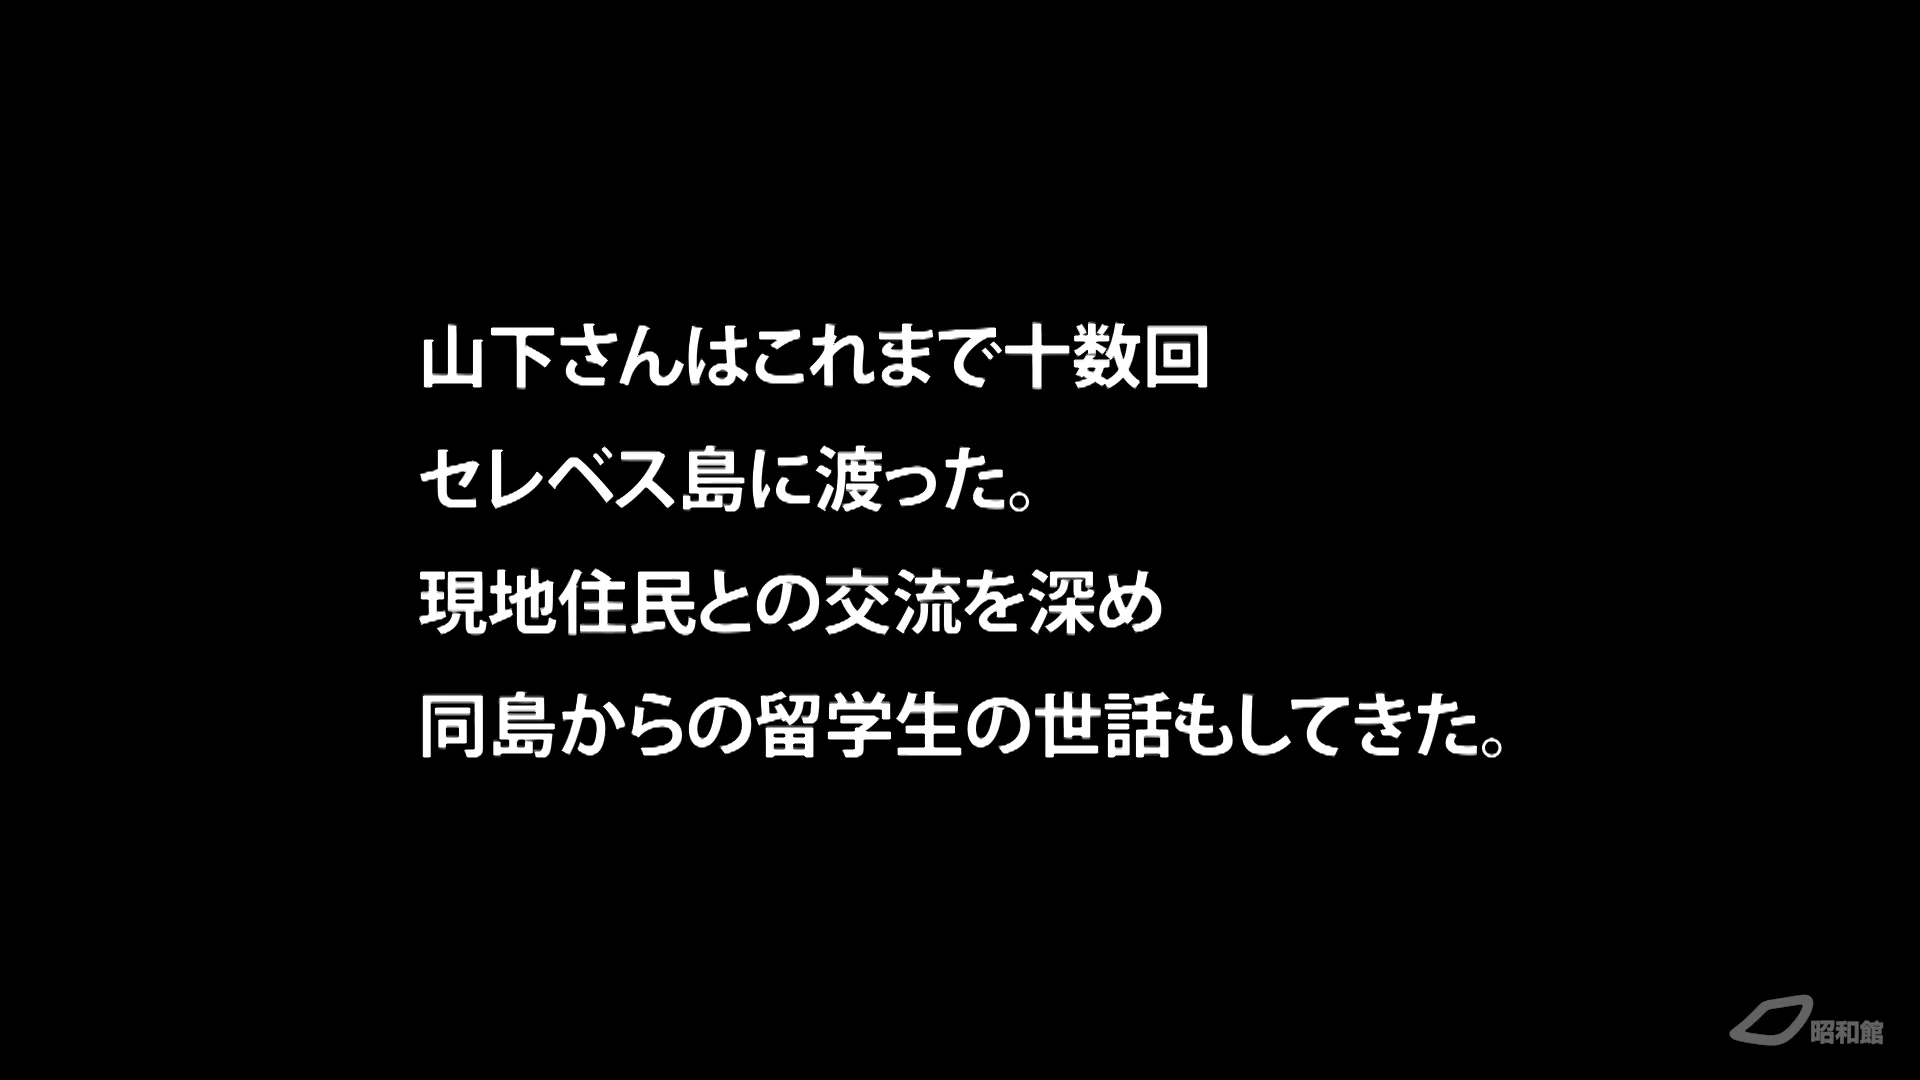 山下さんはこれまで十数回
セレベス島に渡った。
現地住民との交流を深め
同島からの留学生の世話もしてきた。
昭和館